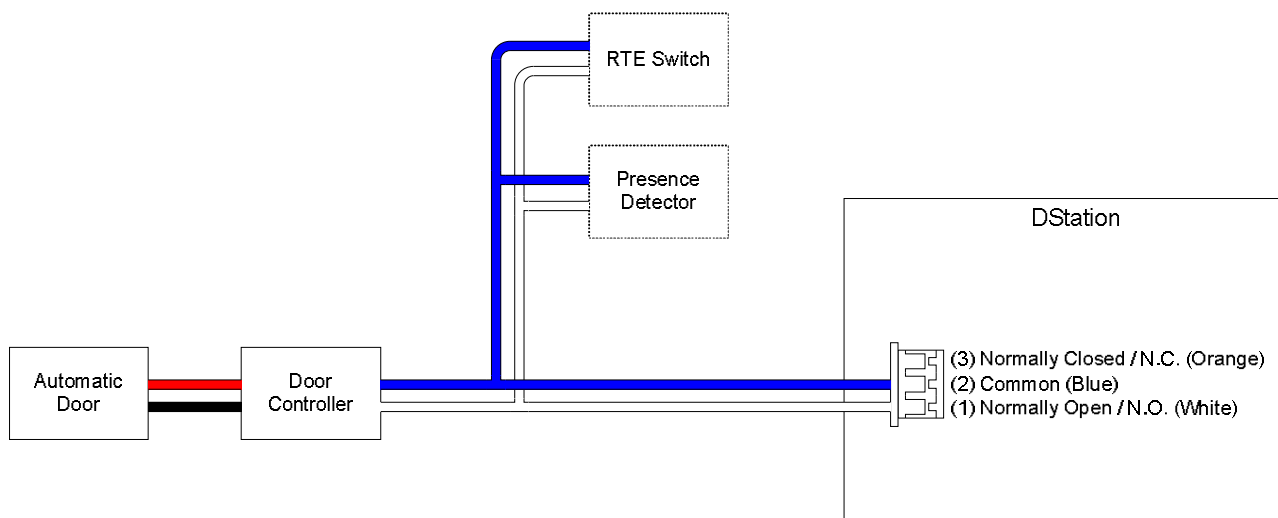 RTE Switch
Presence
Detector
DStation
Automatic
Door
Door
Controller
(3) Normally Closed / N.C. (Orange)
(2) Common (Blue)
(1) Normally Open / N.O. (White)